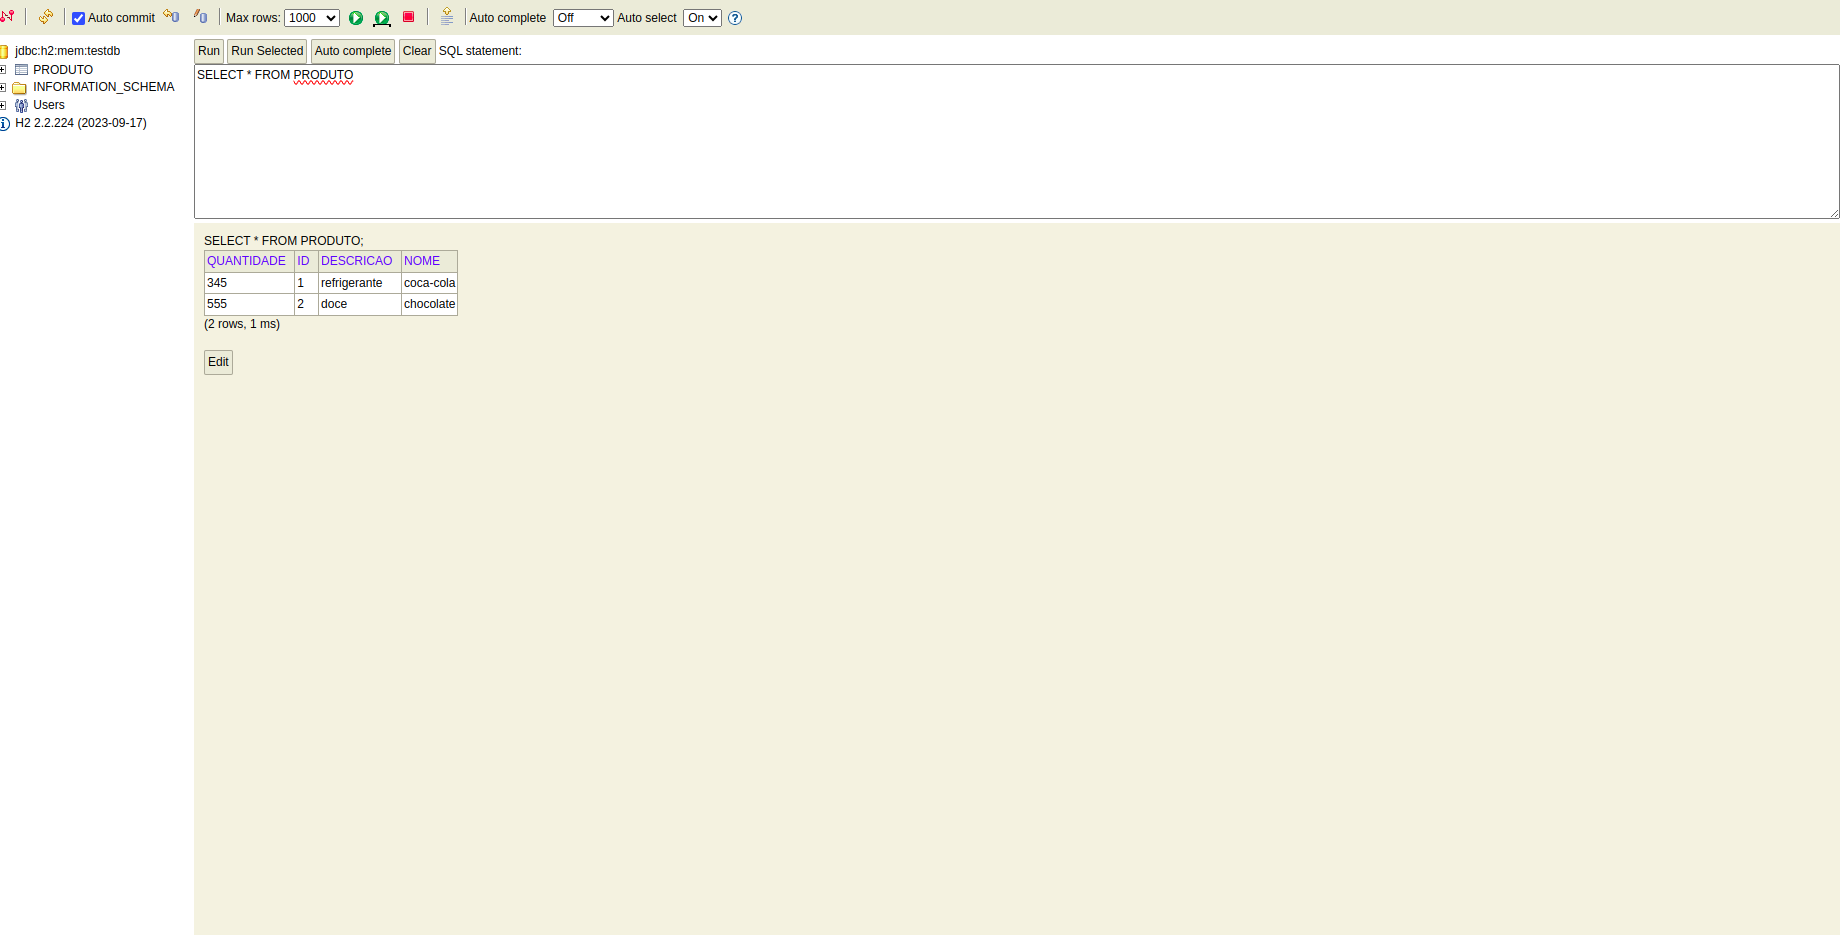 Auto commit Max rows: 1000 Auto complete Off Auto select On ?
jdbc:h2:mem:testdb
PRODUTO
INFORMATION_SCHEMA
Users
H2 2.2.224 (2023-09-17)
Run Run Selected Auto complete Clear SQL statement:
SELECT * FROM PRODUTO
SELECT * FROM PRODUTO;
QUANTIDADE ID DESCRICAO NOME
345 1 refrigerante coca-cola
555 2 doce chocolate
(2 rows, 1 ms)
Edit